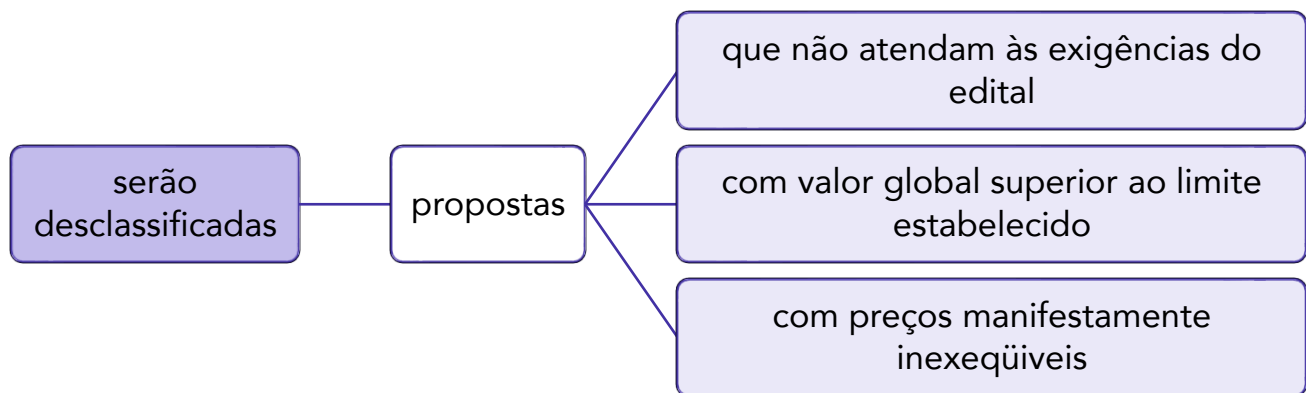 serão
desclassificadas
propostas
que não atendam às exigências do
edital
com valor global superior ao limite
estabelecido
com preços manifestamente
inexeqüiveis